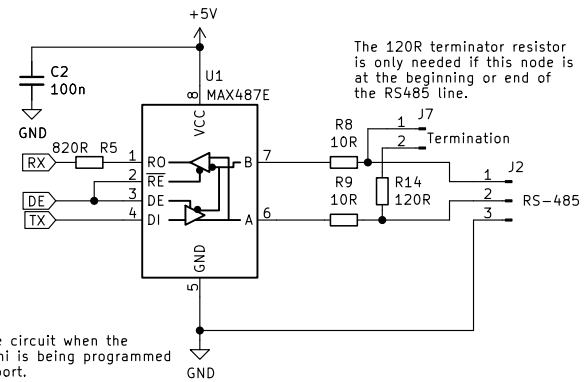 +5V
The 120R terminator resistor
is only needed if this node is
at the beginning or end of
the RS485 line.
C2
100n
GND
U1
MAX487E
8
VCC
J7
1
2
Termination
R8
10R
820R R5
RX
1
RO
B
7
2
RE
DE
3
DE
TX
4
DI
A
6
R9
10R
R14
120R
J2
1
2
3
RS-485
GND
5
GND
e circuit when the
ni is being programmed
port.